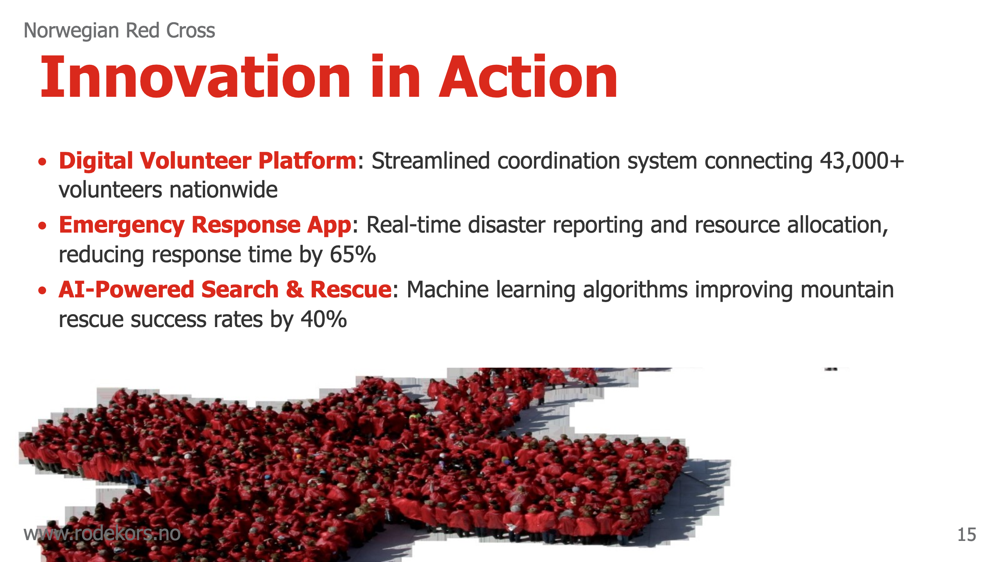 Norwegian Red Cross
Innovation in Action
• Digital Volunteer Platform: Streamlined coordination system connecting 43,000+
volunteers nationwide
• Emergency Response App: Real-time disaster reporting and resource allocation,
reducing response time by 65%
• AI-Powered Search & Rescue: Machine learning algorithms improving mountain
rescue success rates by 40%
www.rodekors.no
15